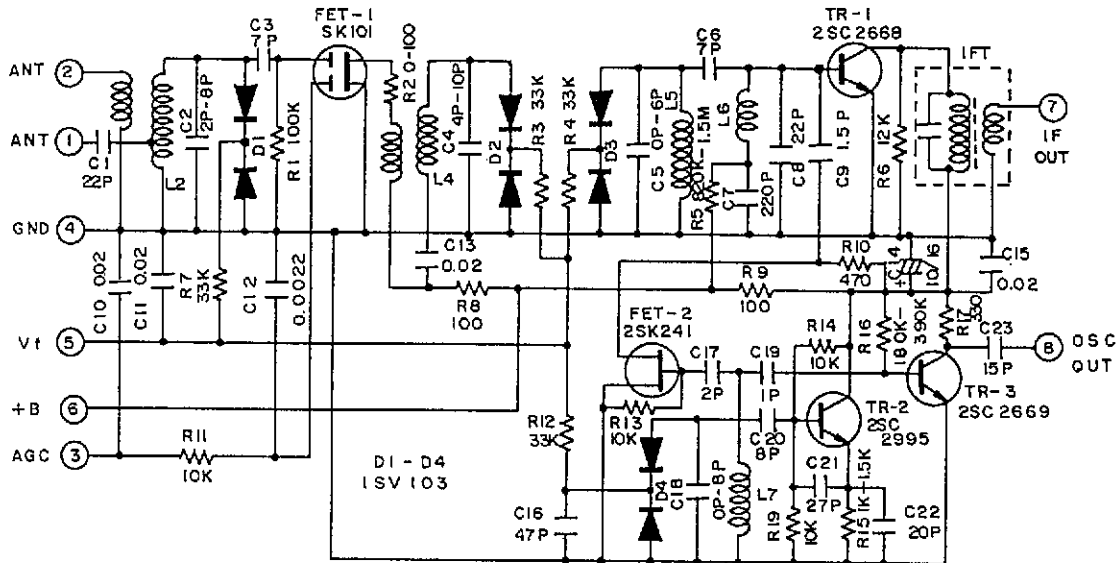 FET-1
SK101
C3
7P
ANT 2
ANT 1
C1
22P
L2
C2
2P-8P
D1
R1 100K
R2 0-100
L4
C4
4P-10P
D2
R3 33K
R4 33K
D3
C5
0P-6P
L5
C6
7P
L6
R5 820K-1.5M
C7
220P
C8
22P
C9
1.5P
TR-1
2SC2668
R6
12K
IFT
7
IF
OUT
GND 4
C10 0.02
C11 0.02
R7
33K
C12
0.0022
C13
0.02
R8
100
R9
100
R10
470
+C14
10/16
C15
0.02
Vt 5
+B 6
AGC 3
R11
10K
D1-D4
1SV103
FET-2
2SK241
C17
2P
C19
1P
R14
10K
R16
180K-
390K
R17
330
C23
15P
8 OSC
OUT
TR-3
2SC2669
R12
33K
R13
10K
C20
8P
TR-2
2SC
2995
C16
47P
D4
C18
0P-8P
L7
C21
27P
R19
10K
R15
1K-1.5K
C22
20P